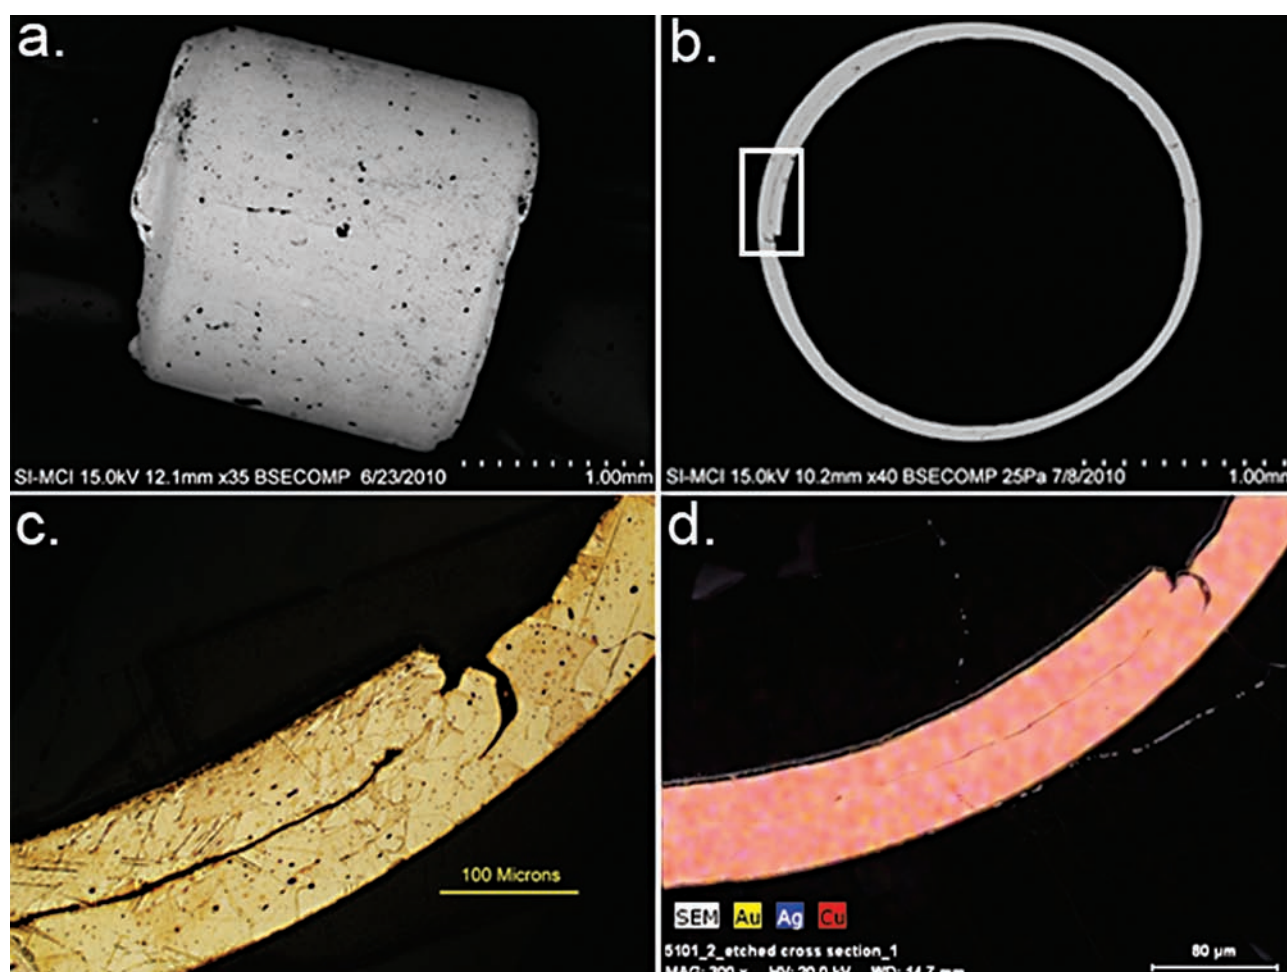 a.
SI-MCI 15.0kV 12.1mm x35 BSECOMP 6/23/2010
1.00mm
b.
SI-MCI 15.0kV 10.2mm x40 BSECOMP 25Pa 7/8/2010
1.00mm
c.
100 Microns
d.
SEM Au Ag Cu
5101_2_etched cross section_1
80 µm